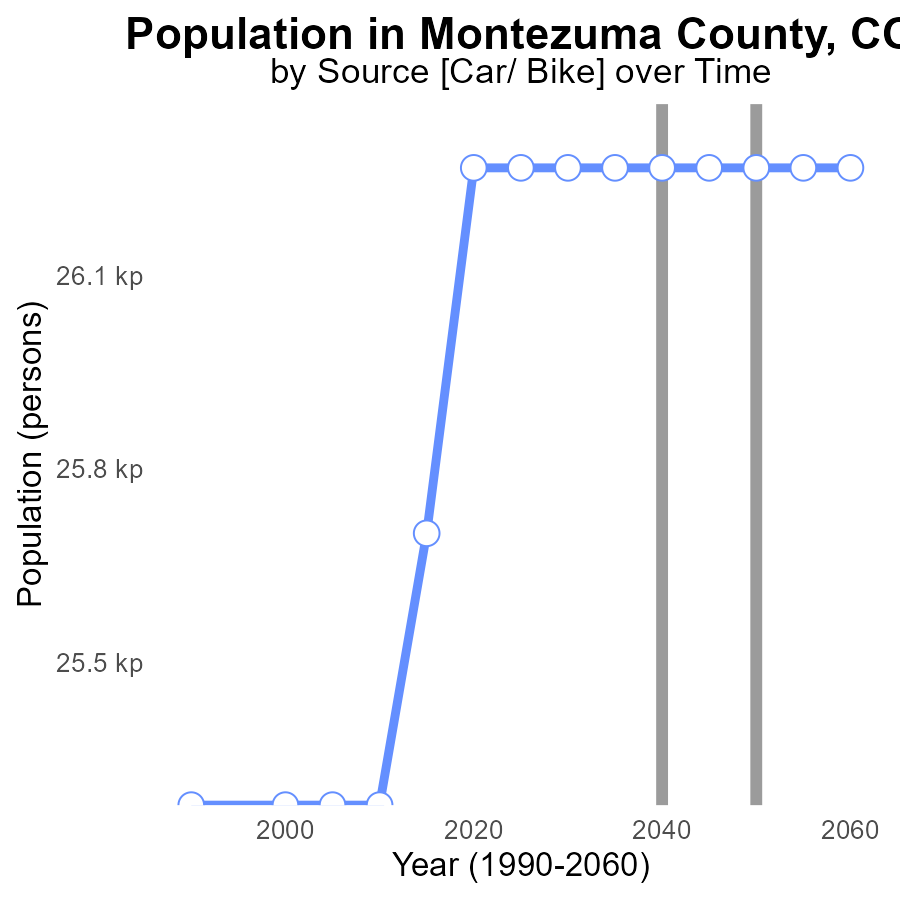 Population in Montezuma County, CO
by Source [Car/ Bike] over Time
26.1 kp
25.8 kp
25.5 kp
Population (persons)
2000
2020
2040
2060
Year (1990-2060)